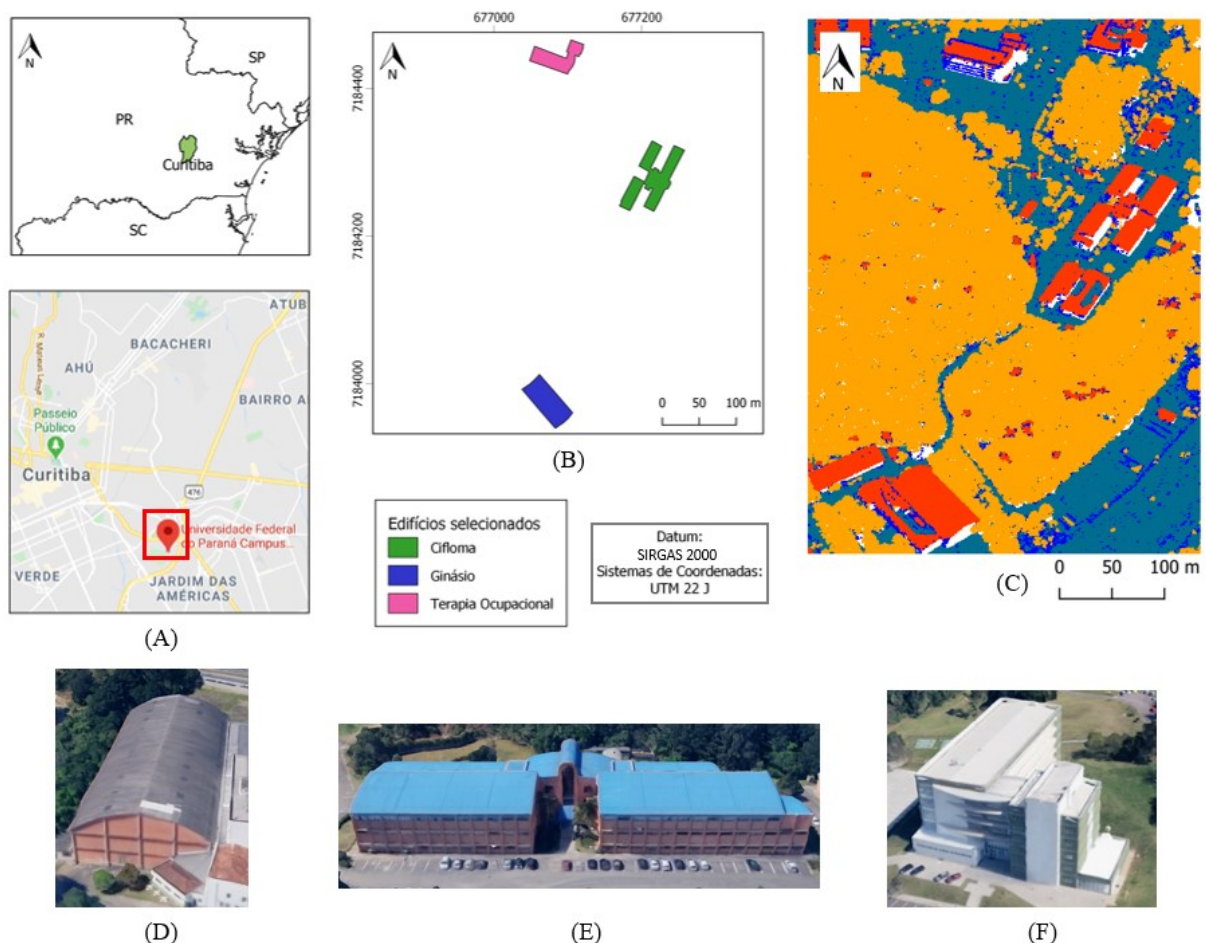 N
SP
PR
Curitiba
SC
ATUB
BACACHERI
R. Mateus Leme
AHÚ
BAIRRO A
Passeio
Público
Curitiba
476
Universidade Federal
do Paraná Campus...
VERDE
JARDIM DAS
AMÉRICAS
(A)
677000
677200
N
7184400
7184200
7184000
0 50 100 m
(B)
Edifícios selecionados
Cifloma
Ginásio
Terapia Ocupacional
Datum:
SIRGAS 2000
Sistemas de Coordenadas:
UTM 22 J
N
(C)
0 50 100 m
(D)
(E)
(F)